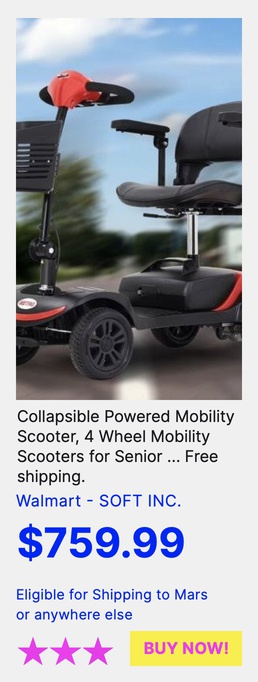 Collapsible Powered Mobility
Scooter, 4 Wheel Mobility
Scooters for Senior ... Free
shipping.
Walmart - SOFT INC.
$759.99
Eligible for Shipping to Mars
or anywhere else
BUY NOW!